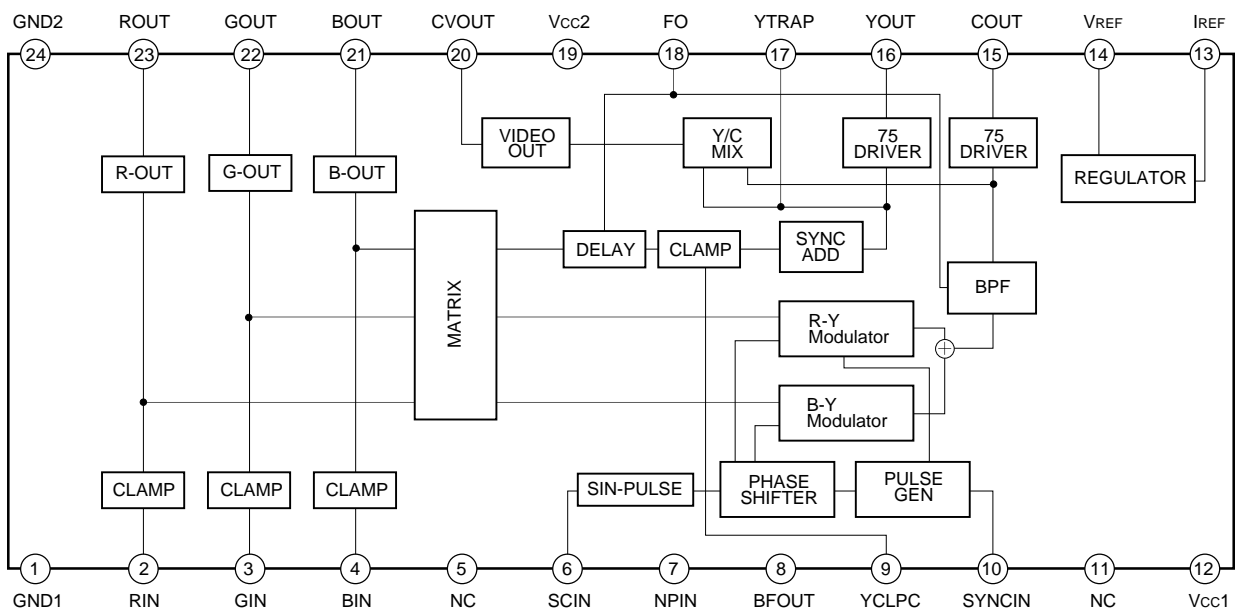 GND2 ROUT GOUT BOUT CVOUT VCC2 FO YTRAP YOUT COUT VREF IREF
24 23 22 21 20 19 18 17 16 15 14 13
VIDEO OUT
Y/C MIX
75 DRIVER
75 DRIVER
R-OUT
G-OUT
B-OUT
REGULATOR
MATRIX
DELAY
CLAMP
SYNC ADD
BPF
R-Y Modulator
B-Y Modulator
CLAMP
CLAMP
CLAMP
SIN-PULSE
PHASE SHIFTER
PULSE GEN
1 2 3 4 5 6 7 8 9 10 11 12
GND1 RIN GIN BIN NC SCIN NPIN BFOUT YCLPC SYNCIN NC VCC1